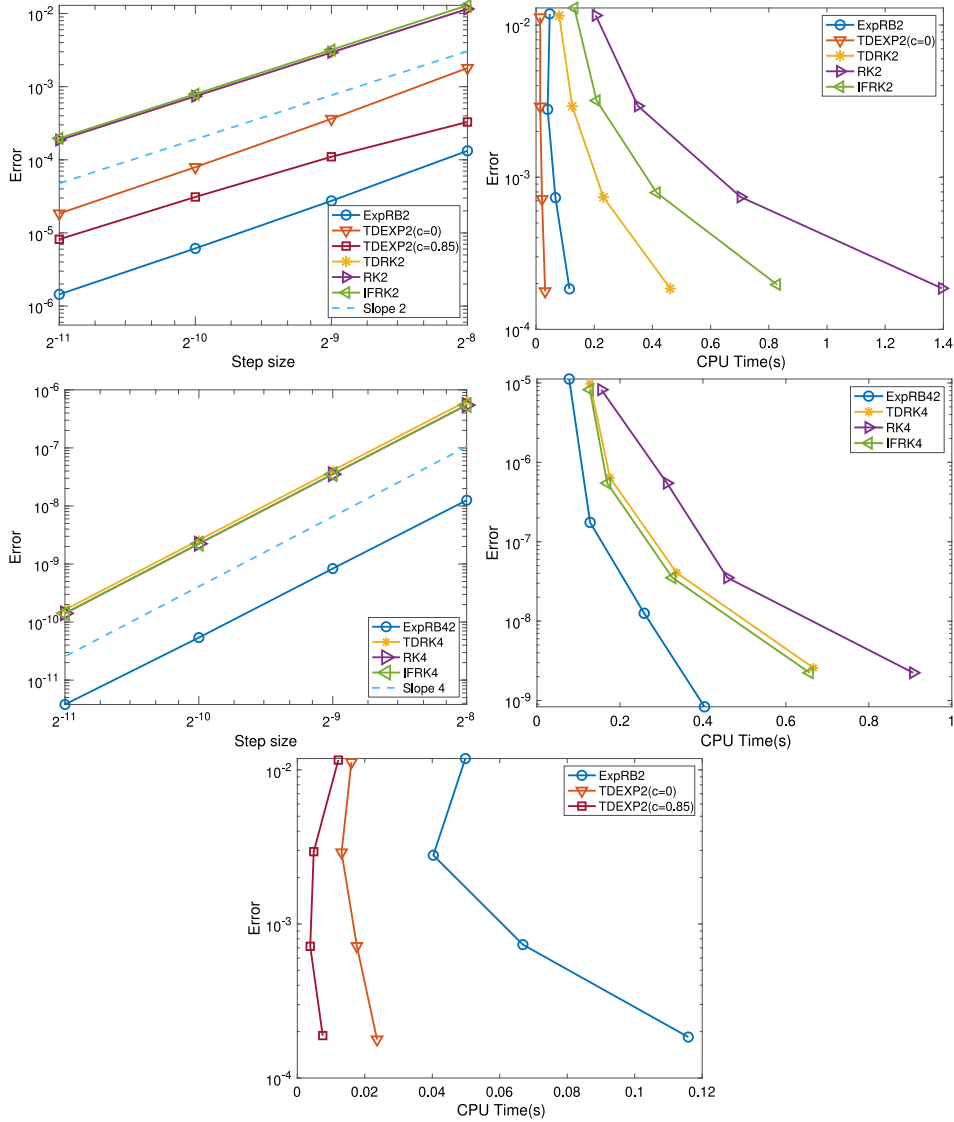 10^-2
10^-3
10^-4
10^-5
10^-6
Error
2^-11
2^-10
2^-9
2^-8
Step size
ExpRB2
TDEXP2(c=0)
TDEXP2(c=0.85)
TDRK2
RK2
IFRK2
Slope 2
10^-2
10^-3
10^-4
Error
0
0.2
0.4
0.6
0.8
1
1.2
1.4
CPU Time(s)
ExpRB2
TDEXP2(c=0)
TDRK2
RK2
IFRK2
10^-6
10^-7
10^-8
10^-9
10^-10
10^-11
Error
2^-11
2^-10
2^-9
2^-8
Step size
ExpRB42
TDRK4
RK4
IFRK4
Slope 4
10^-5
10^-6
10^-7
10^-8
10^-9
Error
0
0.2
0.4
0.6
0.8
1
CPU Time(s)
ExpRB42
TDRK4
RK4
IFRK4
10^-2
10^-3
10^-4
Error
0
0.02
0.04
0.06
0.08
0.1
0.12
CPU Time(s)
ExpRB2
TDEXP2(c=0)
TDEXP2(c=0.85)